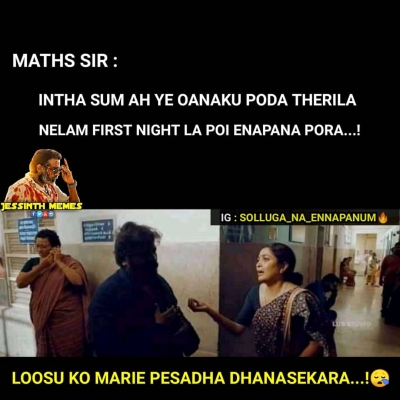 MATHS SIR :
INTHA SUM AH YE OANAKU PODA THERILA
NELAM FIRST NIGHT LA POI ENAPANA PORA...!
JESSINTH MEMES
IG : SOLLUGA_NA_ENNAPANUM🔥
LOOSU KO MARIE PESADHA DHANASEKARA...!😪